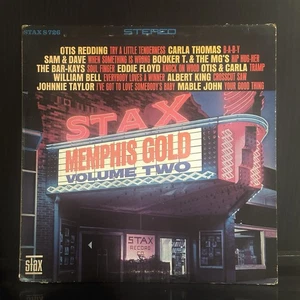 STAX S 726
STEREO
OTIS REDDING TRY A LITTLE TENDERNESS CARLA THOMAS B-A-B-Y
SAM & DAVE WHEN SOMETHING IS WRONG BOOKER T. & THE MG'S HIP HUG-HER
THE BAR-KAYS SOUL FINGER EDDIE FLOYD KNOCK ON WOOD OTIS & CARLA TRAMP
WILLIAM BELL EVERYBODY LOVES A WINNER ALBERT KING CROSSCUT SAW
JOHNNIE TAYLOR I'VE GOT TO LOVE SOMEBODY'S BABY MABLE JOHN YOUR GOOD THING
STAX
MEMPHIS GOLD
VOLUME TWO
STAX
RECORDS
stax